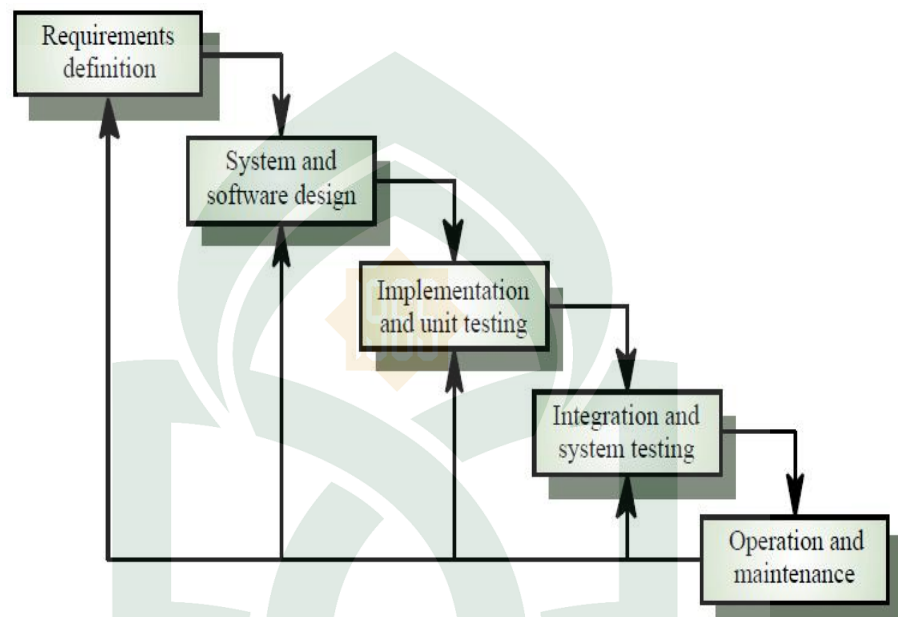 Requirements
definition
System and
software design
Implementation
and unit testing
Integration and
system testing
Operation and
maintenance